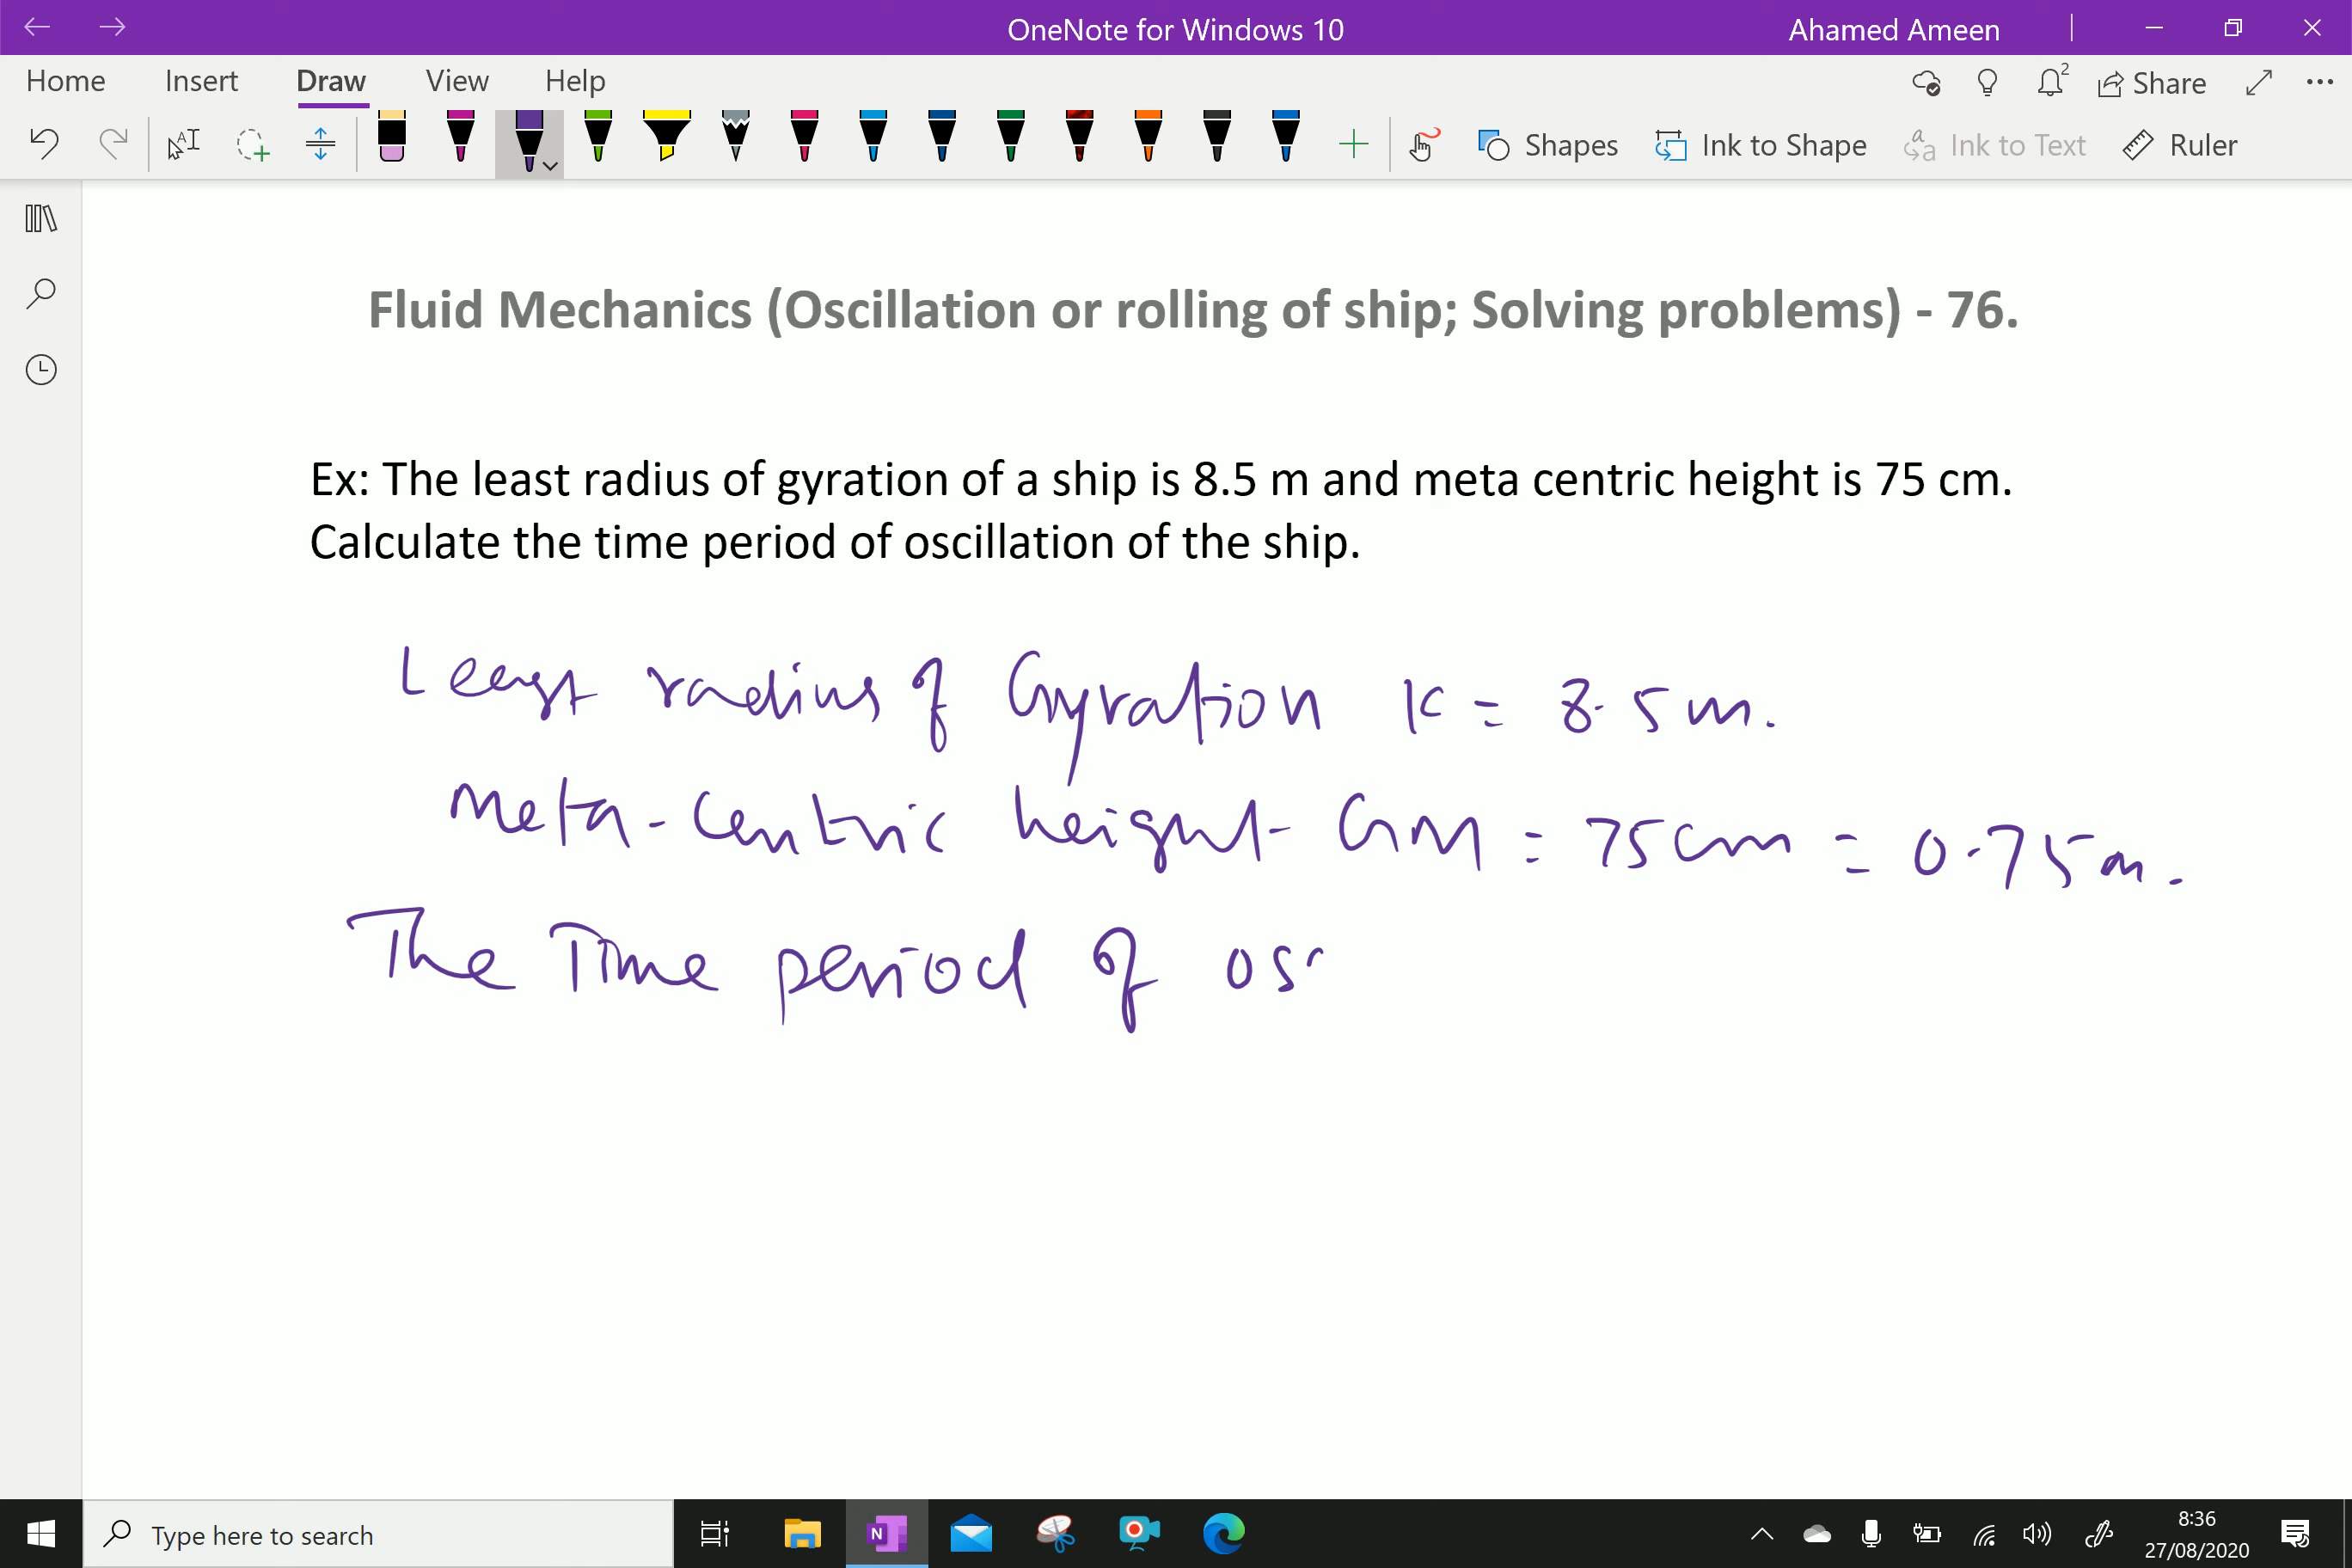 OneNote for Windows 10 Ahamed Ameen
Home Insert Draw View Help 2 Share
Shapes Ink to Shape Ink to Text Ruler
Fluid Mechanics (Oscillation or rolling of ship; Solving problems) - 76.
Ex: The least radius of gyration of a ship is 8.5 m and meta centric height is 75 cm.
Calculate the time period of oscillation of the ship.
Least radius of Gyration K = 8.5 m.
Meta-Centric height GM = 75 cm = 0.75 m.
The Time period of os
Type here to search
8:36
27/08/2020